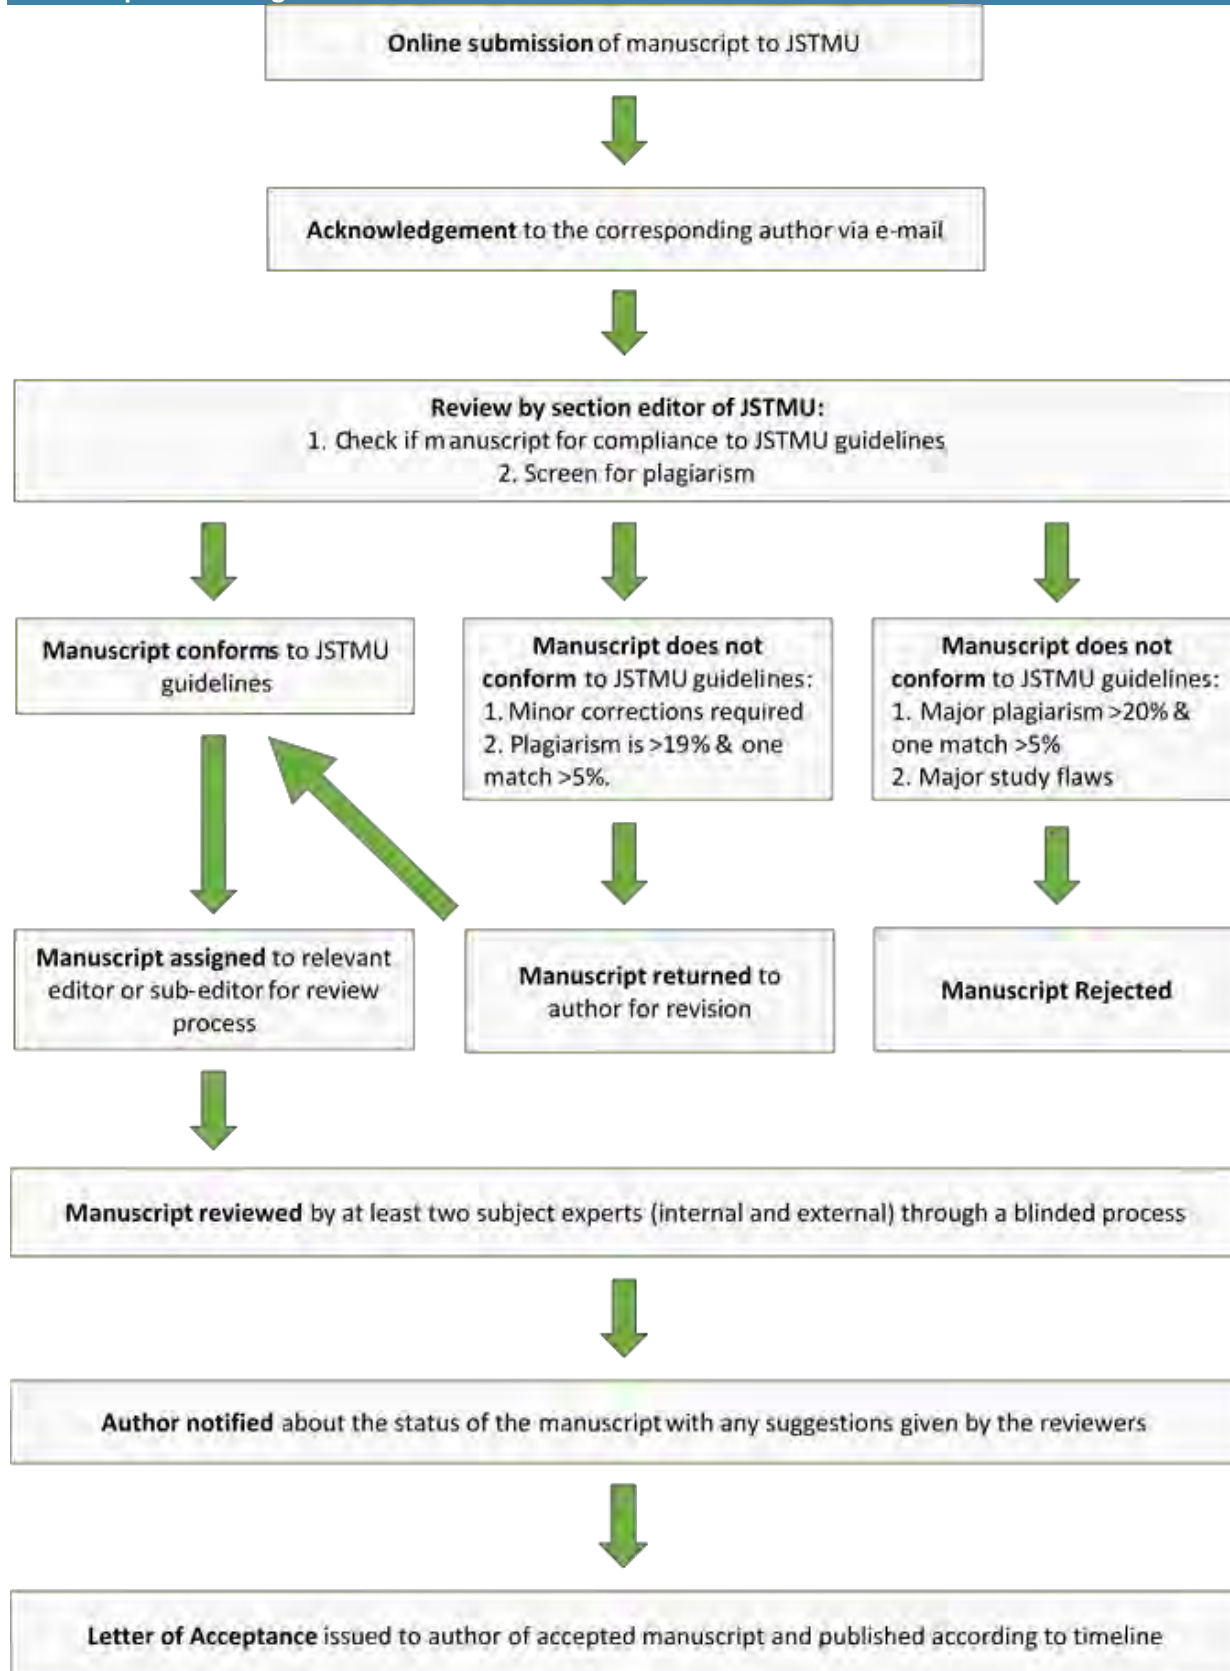 Online submission of manuscript to JSTMU
Acknowledgement to the corresponding author via e-mail
Review by section editor of JSTMU:
1. Check if manuscript for compliance to JSTMU guidelines
2. Screen for plagiarism
Manuscript conforms to JSTMU
guidelines
Manuscript does not
conform to JSTMU guidelines:
1. Minor corrections required
2. Plagiarism is >19% & one
match >5%.
Manuscript does not
conform to JSTMU guidelines:
1. Major plagiarism >20% &
one match >5%
2. Major study flaws
Manuscript assigned to relevant
editor or sub-editor for review
process
Manuscript returned to
author for revision
Manuscript Rejected
Manuscript reviewed by at least two subject experts (internal and external) through a blinded process
Author notified about the status of the manuscript with any suggestions given by the reviewers
Letter of Acceptance issued to author of accepted manuscript and published according to timeline